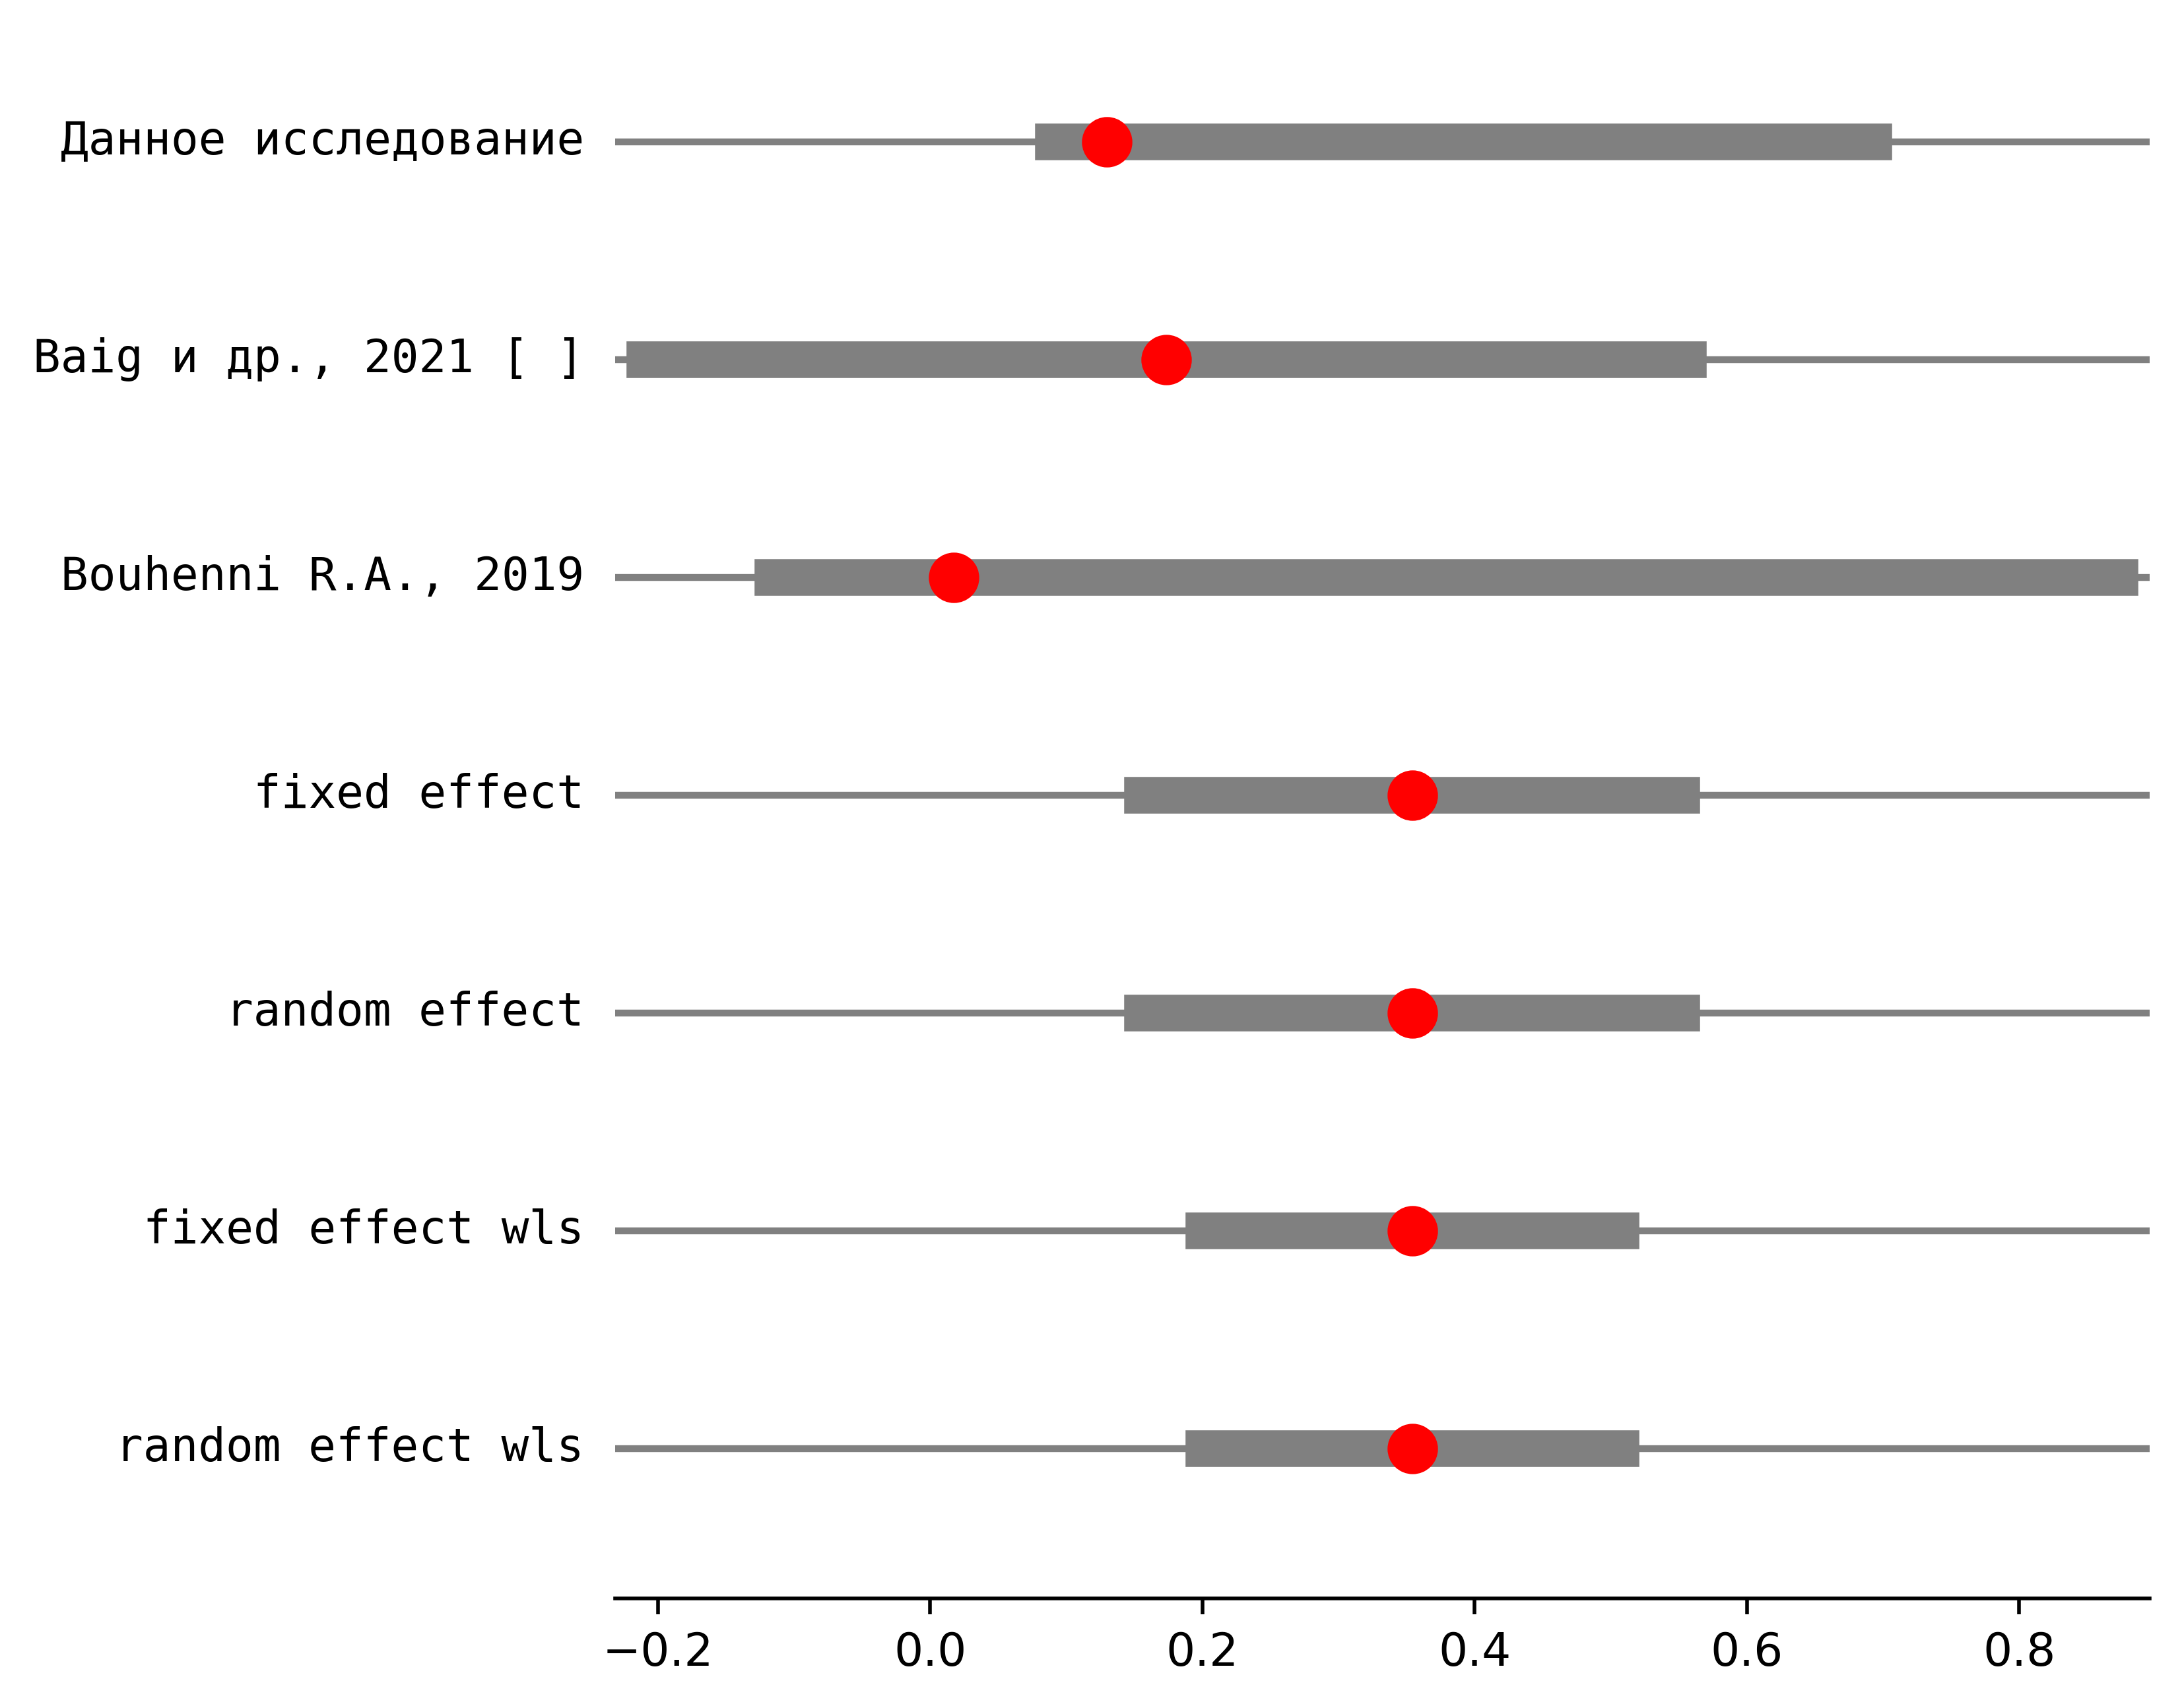 Данное исследование
Baig и др., 2021 [ ]
Bouhenni R.A., 2019
fixed effect
random effect
fixed effect wls
random effect wls
−0.2 0.0 0.2 0.4 0.6 0.8